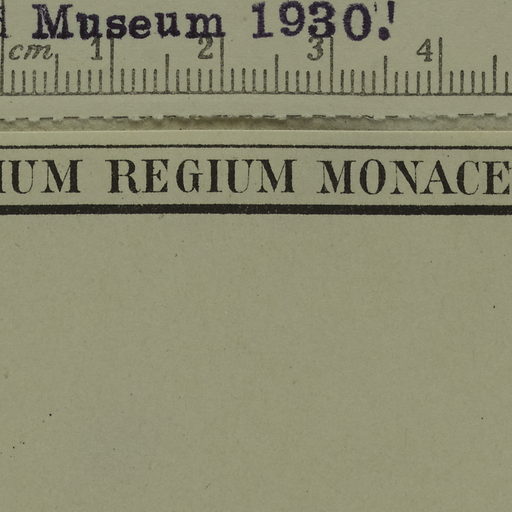 Museum 1930!
cm 1 2 3 4
IUM REGIUM MONACE